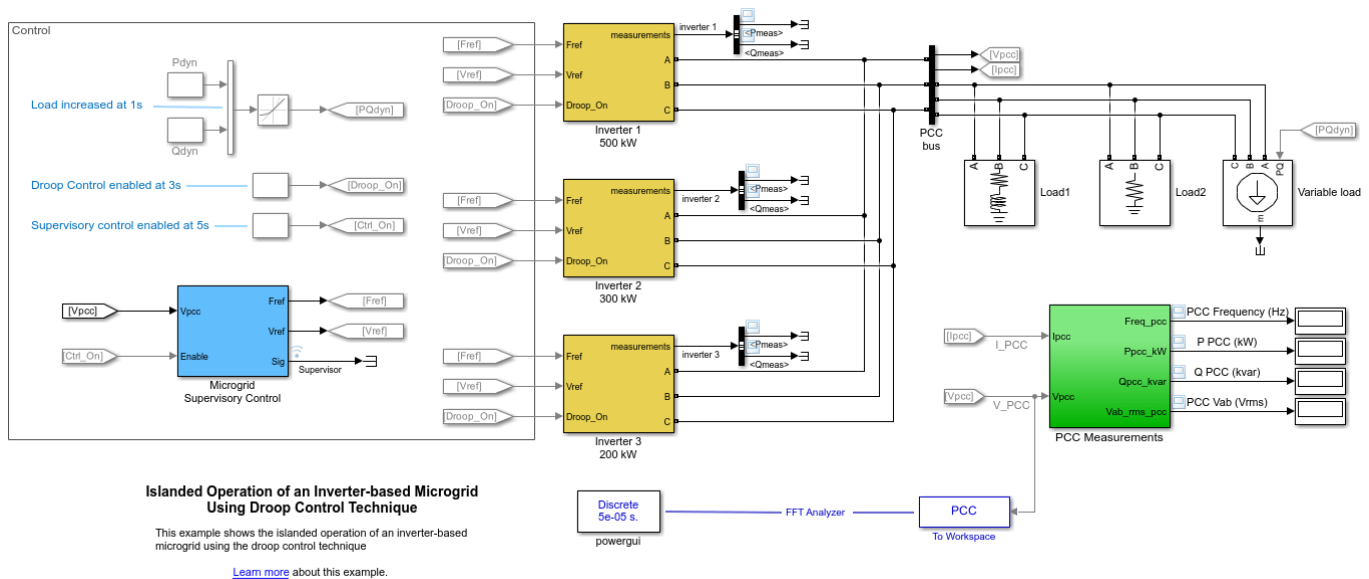 Control
Pdyn
Load increased at 1s
[PQdyn]
Qdyn
Droop Control enabled at 3s
[Droop_On]
Supervisory control enabled at 5s
[Ctrl_On]
[Vpcc]
Vpcc
Fref
[Fref]
Vref
[Vref]
[Ctrl_On]
Enable
Sig
Supervisor
Microgrid
Supervisory Control
[Fref]
Fref
measurements
inverter 1
<Pmeas>
<Qmeas>
[Vref]
Vref
A
B
[Droop_On]
Droop_On
C
Inverter 1
500 kW
[Fref]
Fref
measurements
inverter 2
<Pmeas>
<Qmeas>
[Vref]
Vref
A
B
[Droop_On]
Droop_On
C
Inverter 2
300 kW
[Fref]
Fref
measurements
inverter 3
<Pmeas>
<Qmeas>
[Vref]
Vref
A
B
[Droop_On]
Droop_On
C
Inverter 3
200 kW
[Vpcc]
[Ipcc]
PCC
bus
A
B
C
Load1
A
B
C
Load2
C
B
A
PQ
m
[PQdyn]
Variable load
[Ipcc]
I_PCC
Ipcc
[Vpcc]
V_PCC
Vpcc
Freq_pcc
PCC Frequency (Hz)
Ppcc_kW
P PCC (kW)
Qpcc_kvar
Q PCC (kvar)
Vab_rms_pcc
PCC Vab (Vrms)
PCC Measurements
Islanded Operation of an Inverter-based Microgrid
Using Droop Control Technique
This example shows the islanded operation of an inverter-based
microgrid using the droop control technique
Learn more about this example.
Discrete
5e-05 s.
powergui
FFT Analyzer
PCC
To Workspace